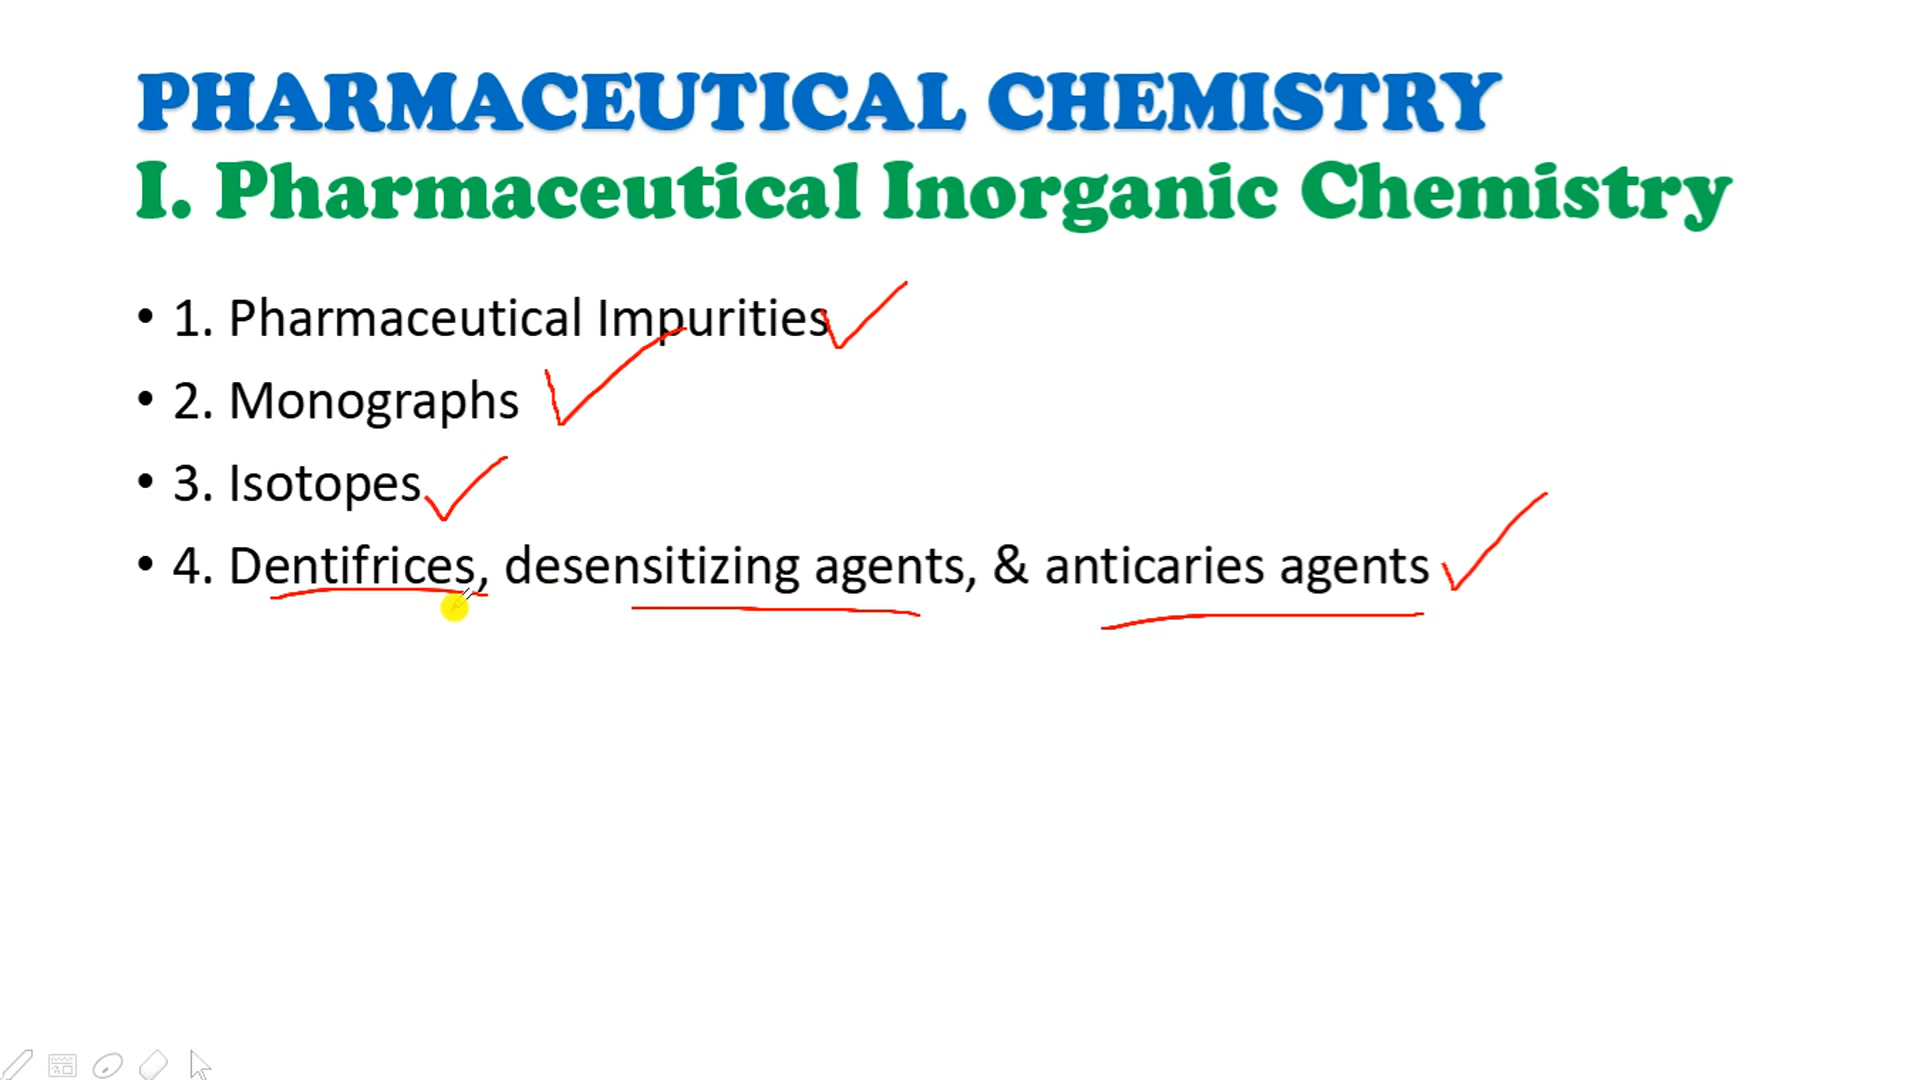 PHARMACEUTICAL CHEMISTRY
I. Pharmaceutical Inorganic Chemistry
• 1. Pharmaceutical Impurities
• 2. Monographs
• 3. Isotopes
• 4. Dentifrices, desensitizing agents, & anticaries agents